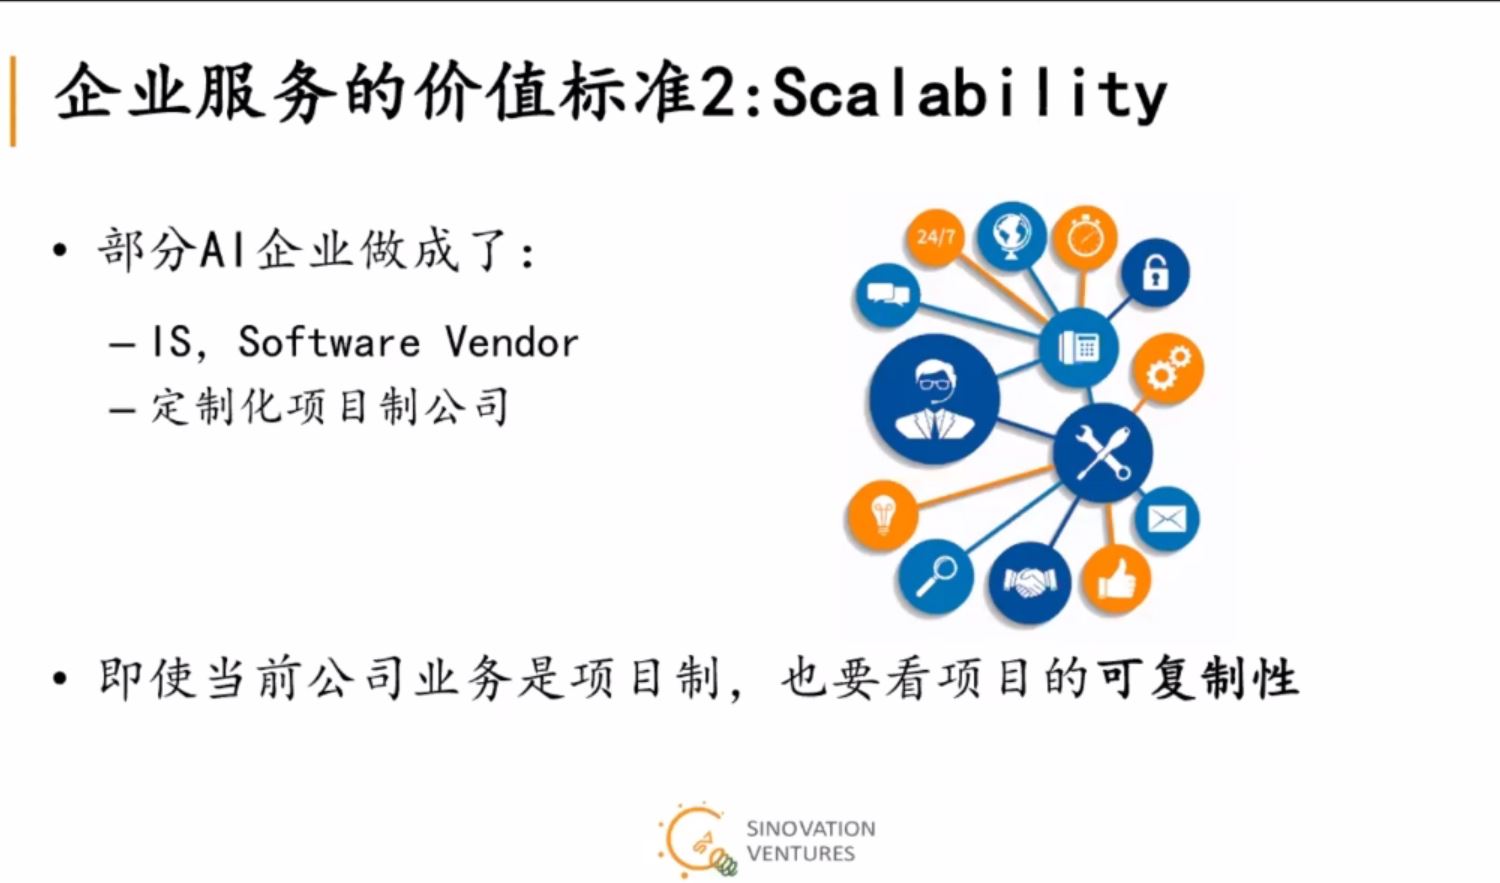 企业服务的价值标准2:Scalability
• 部分AI企业做成了：
– IS, Software Vendor
– 定制化项目制公司
24/7
• 即使当前公司业务是项目制，也要看项目的可复制性
SINOVATION
VENTURES